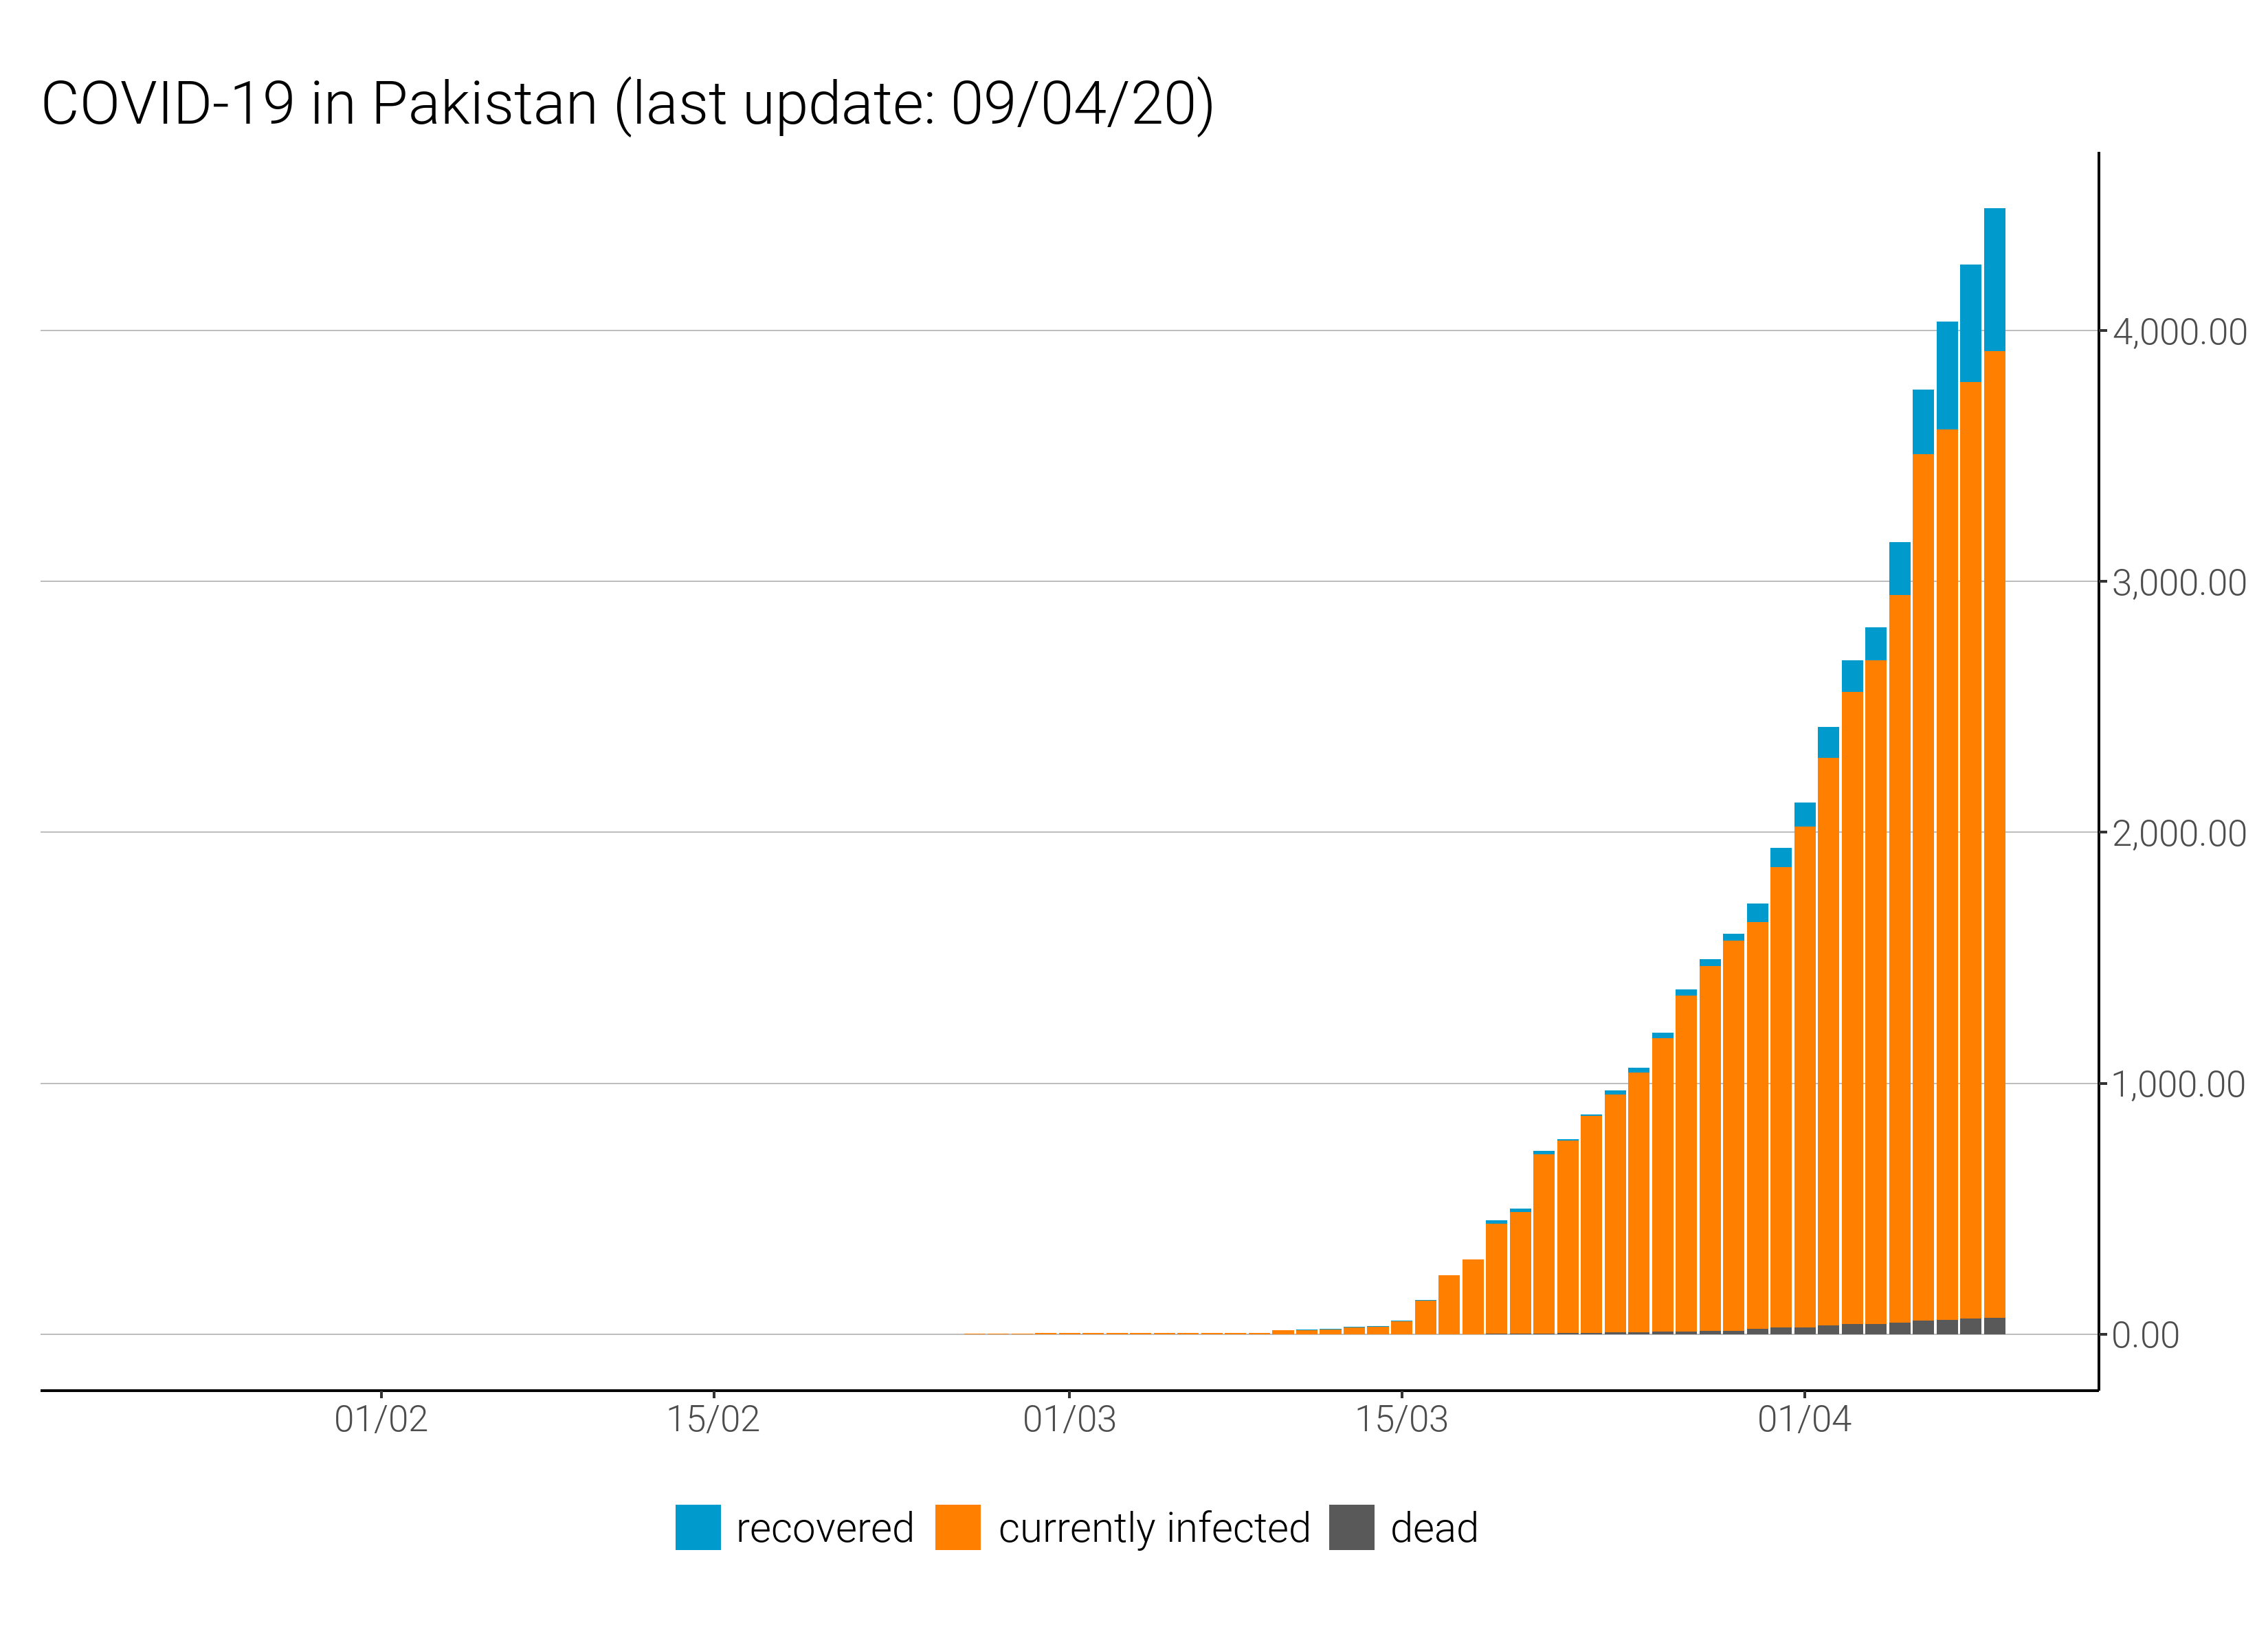 COVID-19 in Pakistan (last update: 09/04/20)
4,000.00
3,000.00
2,000.00
1,000.00
0.00
01/02 15/02 01/03 15/03 01/04
recovered currently infected dead